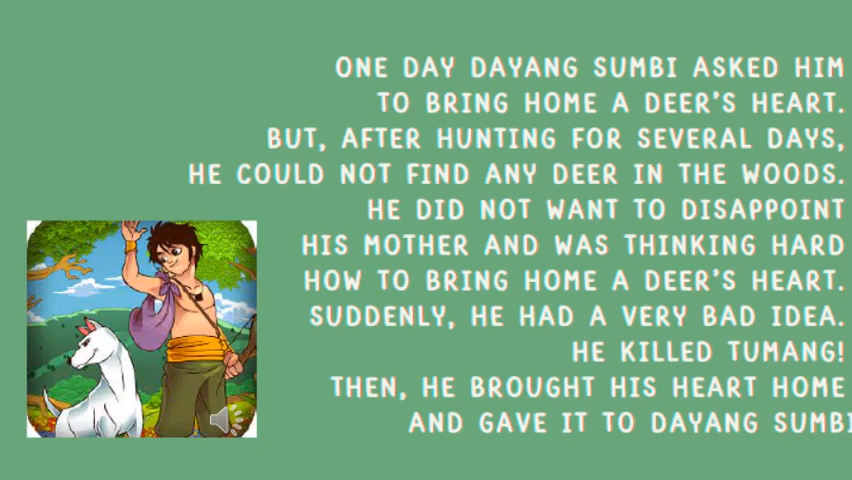 ONE DAY DAYANG SUMBI ASKED HIM
TO BRING HOME A DEER'S HEART.
BUT, AFTER HUNTING FOR SEVERAL DAYS,
HE COULD NOT FIND ANY DEER IN THE WOODS.
HE DID NOT WANT TO DISAPPOINT
HIS MOTHER AND WAS THINKING HARD
HOW TO BRING HOME A DEER'S HEART.
SUDDENLY, HE HAD A VERY BAD IDEA.
HE KILLED TUMANG!
THEN, HE BROUGHT HIS HEART HOME
AND GAVE IT TO DAYANG SUMBI